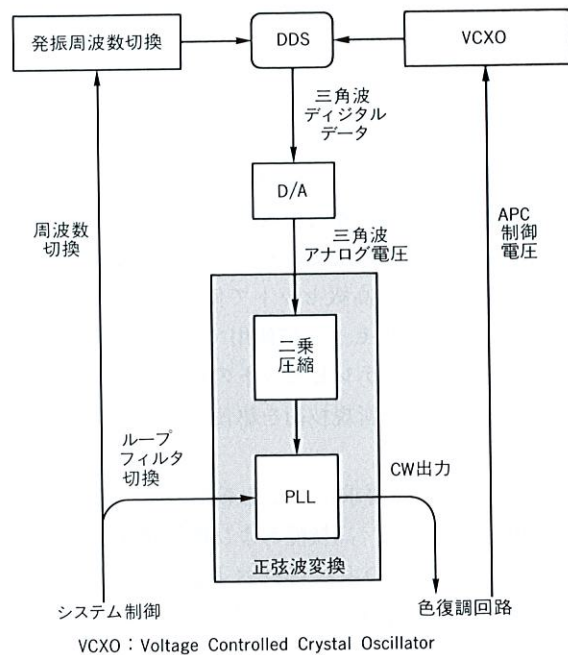 発振周波数切換
DDS
VCXO
三角波
ディジタル
データ
D/A
周波数
切換
三角波
アナログ電圧
APC
制御
電圧
二乗
圧縮
ループ
フィルタ
切換
PLL
CW出力
正弦波変換
システム制御
色復調回路
VCXO：Voltage Controlled Crystal Oscillator